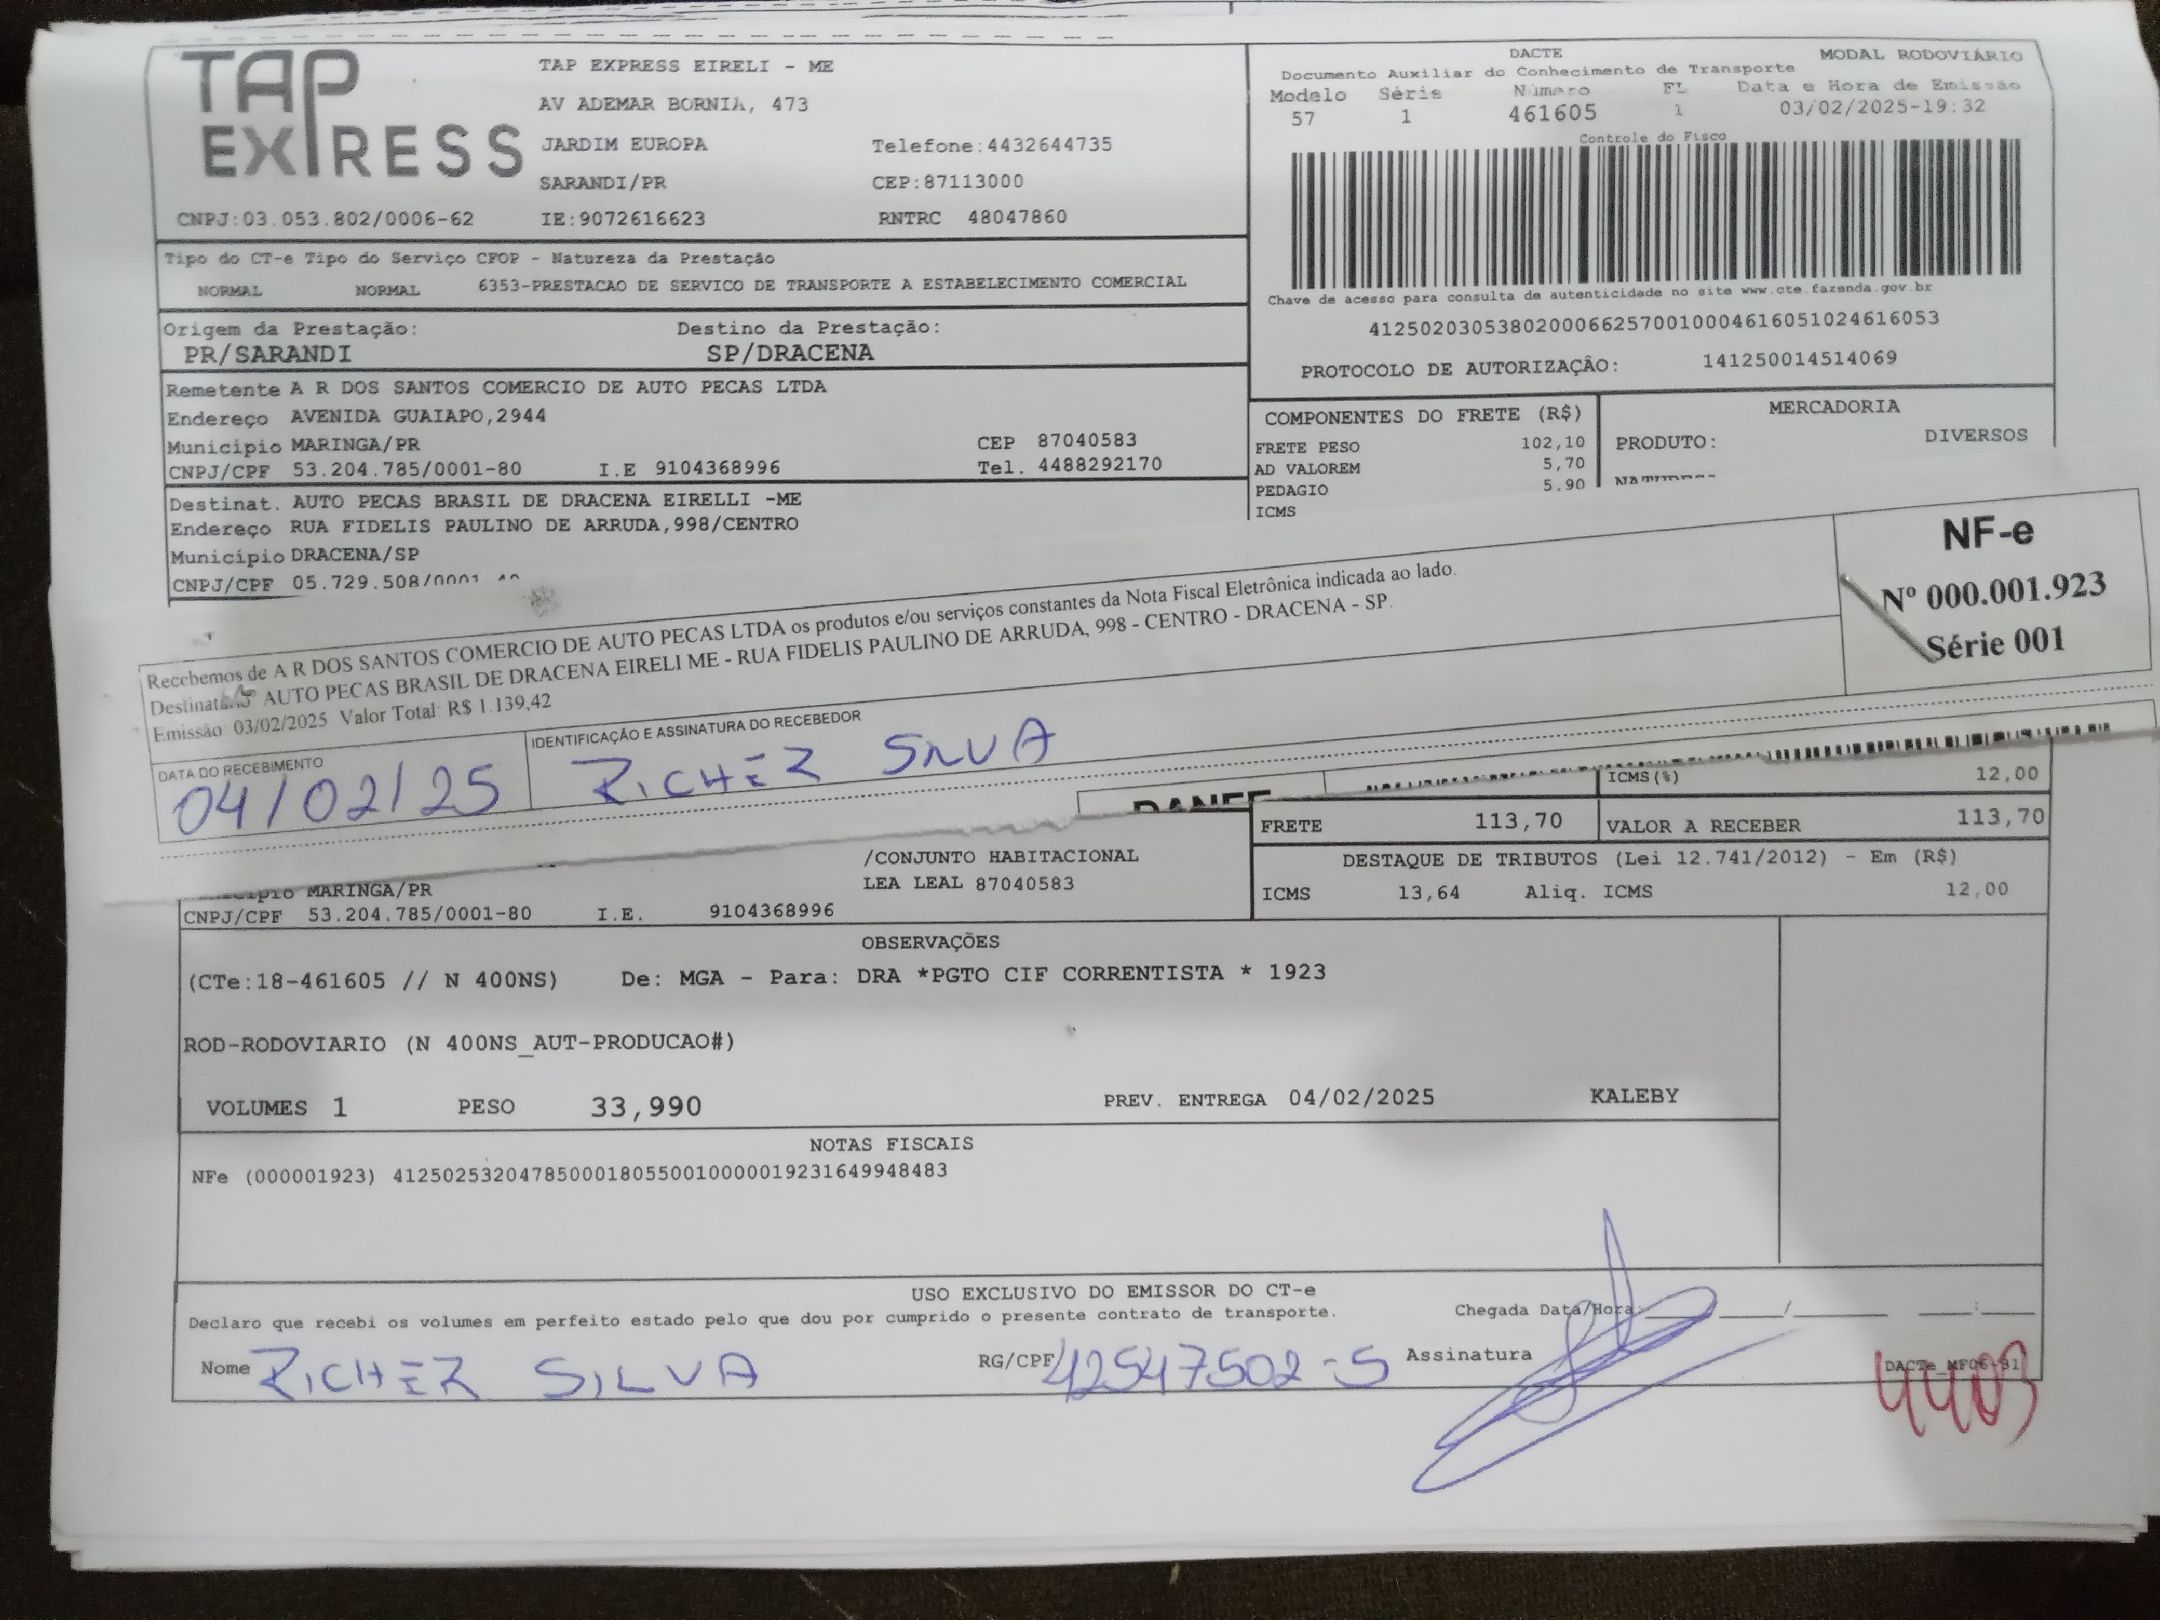 TAP EXPRESS
TAP EXPRESS EIRELI - ME
AV ADEMAR BORNIA, 473
JARDIM EUROPA Telefone:4432644735
SARANDI/PR CEP:87113000
CNPJ:03.053.802/0006-62 IE:9072616623 RNTRC 48047860
DACTE MODAL RODOVIÁRIO
Documento Auxiliar do Conhecimento de Transporte
Modelo Série Número FL Data e Hora de Emissão
57 1 461605 1 03/02/2025-19:32
Controle do Fisco
Chave de acesso para consulta de autenticidade no site www.cte.fazenda.gov.br
41250203053802000662570010004616051024616053
PROTOCOLO DE AUTORIZAÇÃO: 141250014514069
Tipo do CT-e Tipo do Serviço CFOP - Natureza da Prestação
NORMAL NORMAL 6353-PRESTACAO DE SERVICO DE TRANSPORTE A ESTABELECIMENTO COMERCIAL
Origem da Prestação: Destino da Prestação:
PR/SARANDI SP/DRACENA
Remetente A R DOS SANTOS COMERCIO DE AUTO PECAS LTDA
Endereço AVENIDA GUAIAPO,2944
Município MARINGA/PR CEP 87040583
CNPJ/CPF 53.204.785/0001-80 I.E 9104368996 Tel. 4488292170
Destinat. AUTO PECAS BRASIL DE DRACENA EIRELLI -ME
Endereço RUA FIDELIS PAULINO DE ARRUDA,998/CENTRO
Município DRACENA/SP
CNPJ/CPF 05.729.508/0001
COMPONENTES DO FRETE (R$)
FRETE PESO 102,10
AD VALOREM 5,70
PEDAGIO 5,90
ICMS
MERCADORIA
PRODUTO: DIVERSOS
Recebemos de A R DOS SANTOS COMERCIO DE AUTO PECAS LTDA os produtos e/ou serviços constantes da Nota Fiscal Eletrônica indicada ao lado.
AUTO PECAS BRASIL DE DRACENA EIRELI ME - RUA FIDELIS PAULINO DE ARRUDA, 998 - CENTRO - DRACENA - SP.
Emissão: 03/02/2025 Valor Total: R$ 1.139,42
DATA DO RECEBIMENTO IDENTIFICAÇÃO E ASSINATURA DO RECEBEDOR
04/02/25 RICHER SILVA
NF-e
Nº 000.001.923
Série 001
DANFE
ICMS(%) 12,00
FRETE 113,70 VALOR A RECEBER 113,70
DESTAQUE DE TRIBUTOS (Lei 12.741/2012) - Em (R$)
ICMS 13,64 Aliq. ICMS 12,00
/CONJUNTO HABITACIONAL
LEA LEAL 87040583
MARINGA/PR
CNPJ/CPF 53.204.785/0001-80 I.E. 9104368996
OBSERVAÇÕES
(CTe:18-461605 // N 400NS) De: MGA - Para: DRA *PGTO CIF CORRENTISTA * 1923
ROD-RODOVIARIO (N 400NS_AUT-PRODUCAO#)
VOLUMES 1 PESO 33,990 PREV. ENTREGA 04/02/2025 KALEBY
NOTAS FISCAIS
NFe (000001923) 41250253204785000180550010000019231649948483
USO EXCLUSIVO DO EMISSOR DO CT-e
Declaro que recebi os volumes em perfeito estado pelo que dou por cumprido o presente contrato de transporte. Chegada Data/Hora:
Nome RICHER SILVA RG/CPF 42547502-5 Assinatura
4403